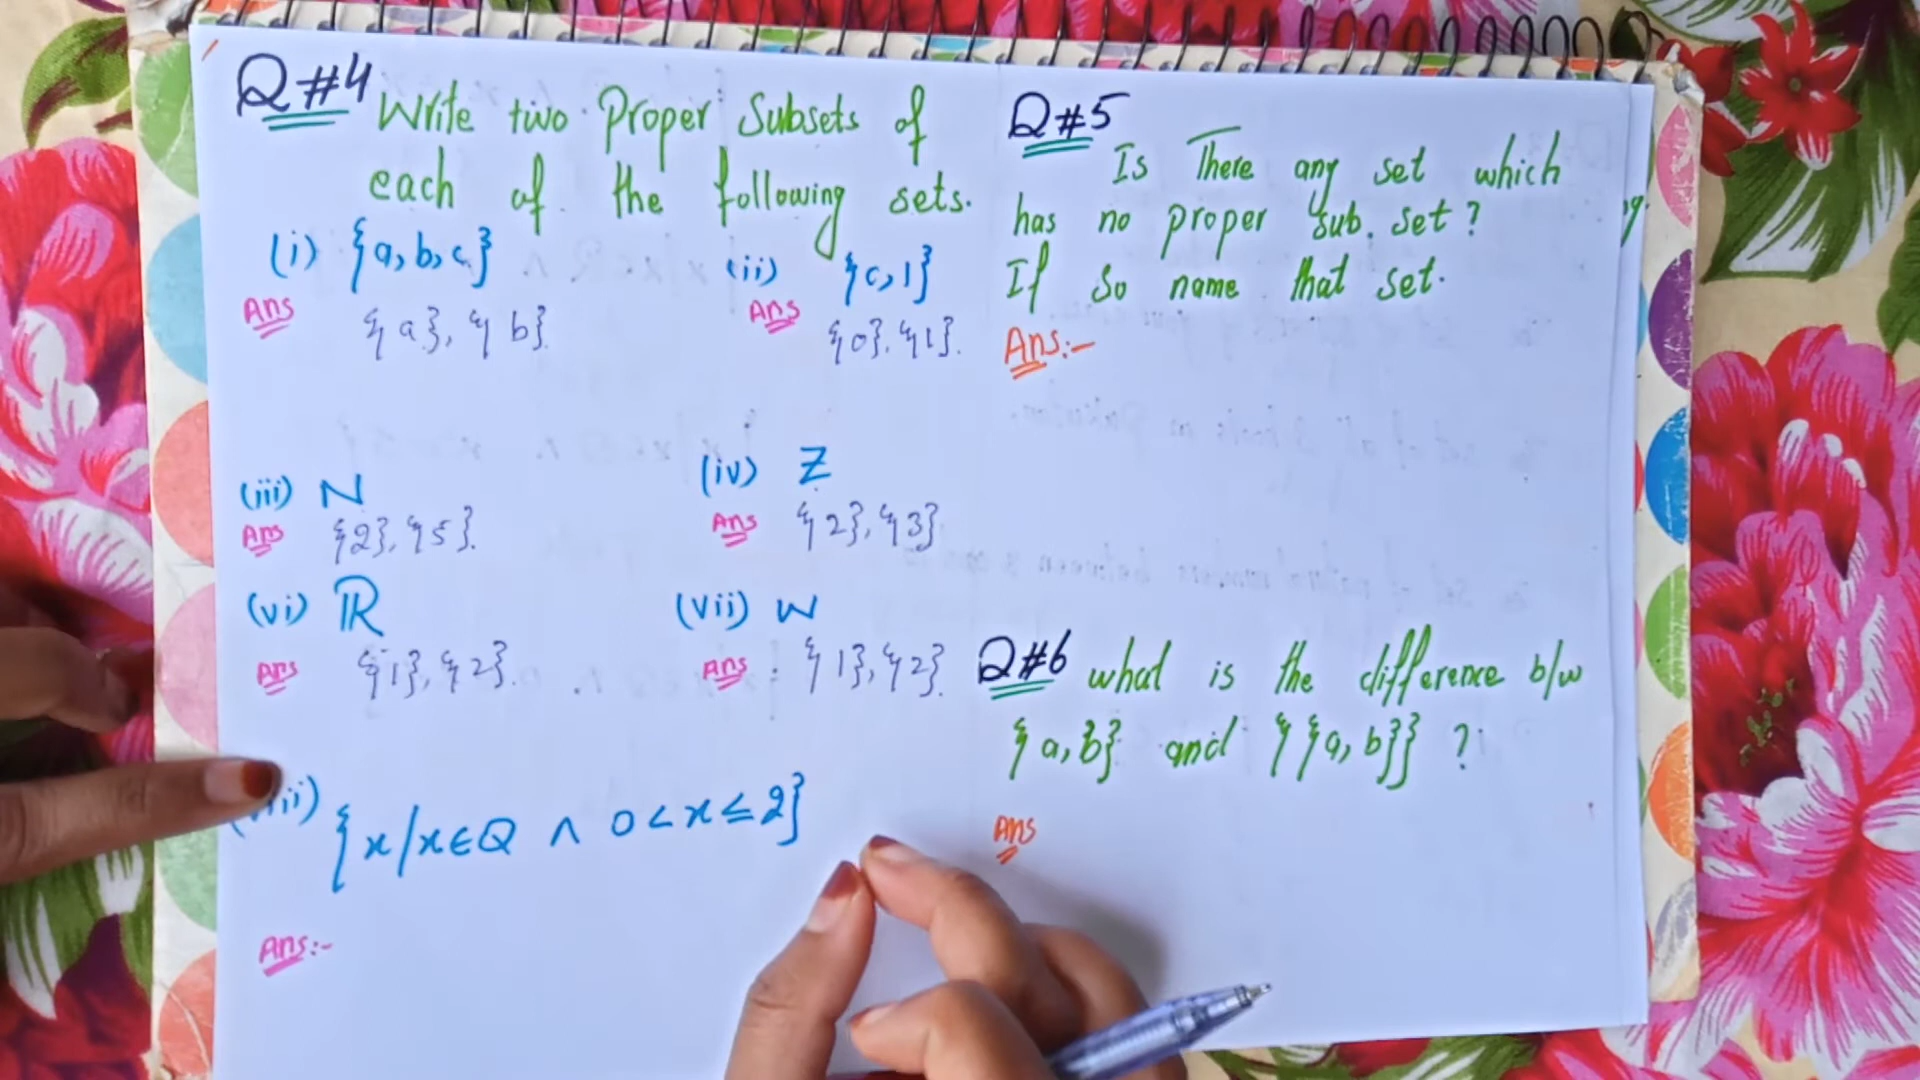 Q#4 Write two Proper Subsets of
each of the following sets.
(i) {a, b, c}
Ans {a}, {b}.
(ii) {c, 1}
Ans {0}, {1}.
(iii) N
Ans {2}, {5}.
(iv) Z
Ans {2}, {3}
(vi) ℝ
Ans {1}, {2}.
(vii) W
Ans {1}, {2}.
{x/x∈Q ∧ 0<x≤2}
Ans:-
Q#5
Is There any set which
has no proper sub. set?
If so name that set.
Ans:-
Q#6 what is the difference b/w
{a, b} and {{a, b}} ?
Ans